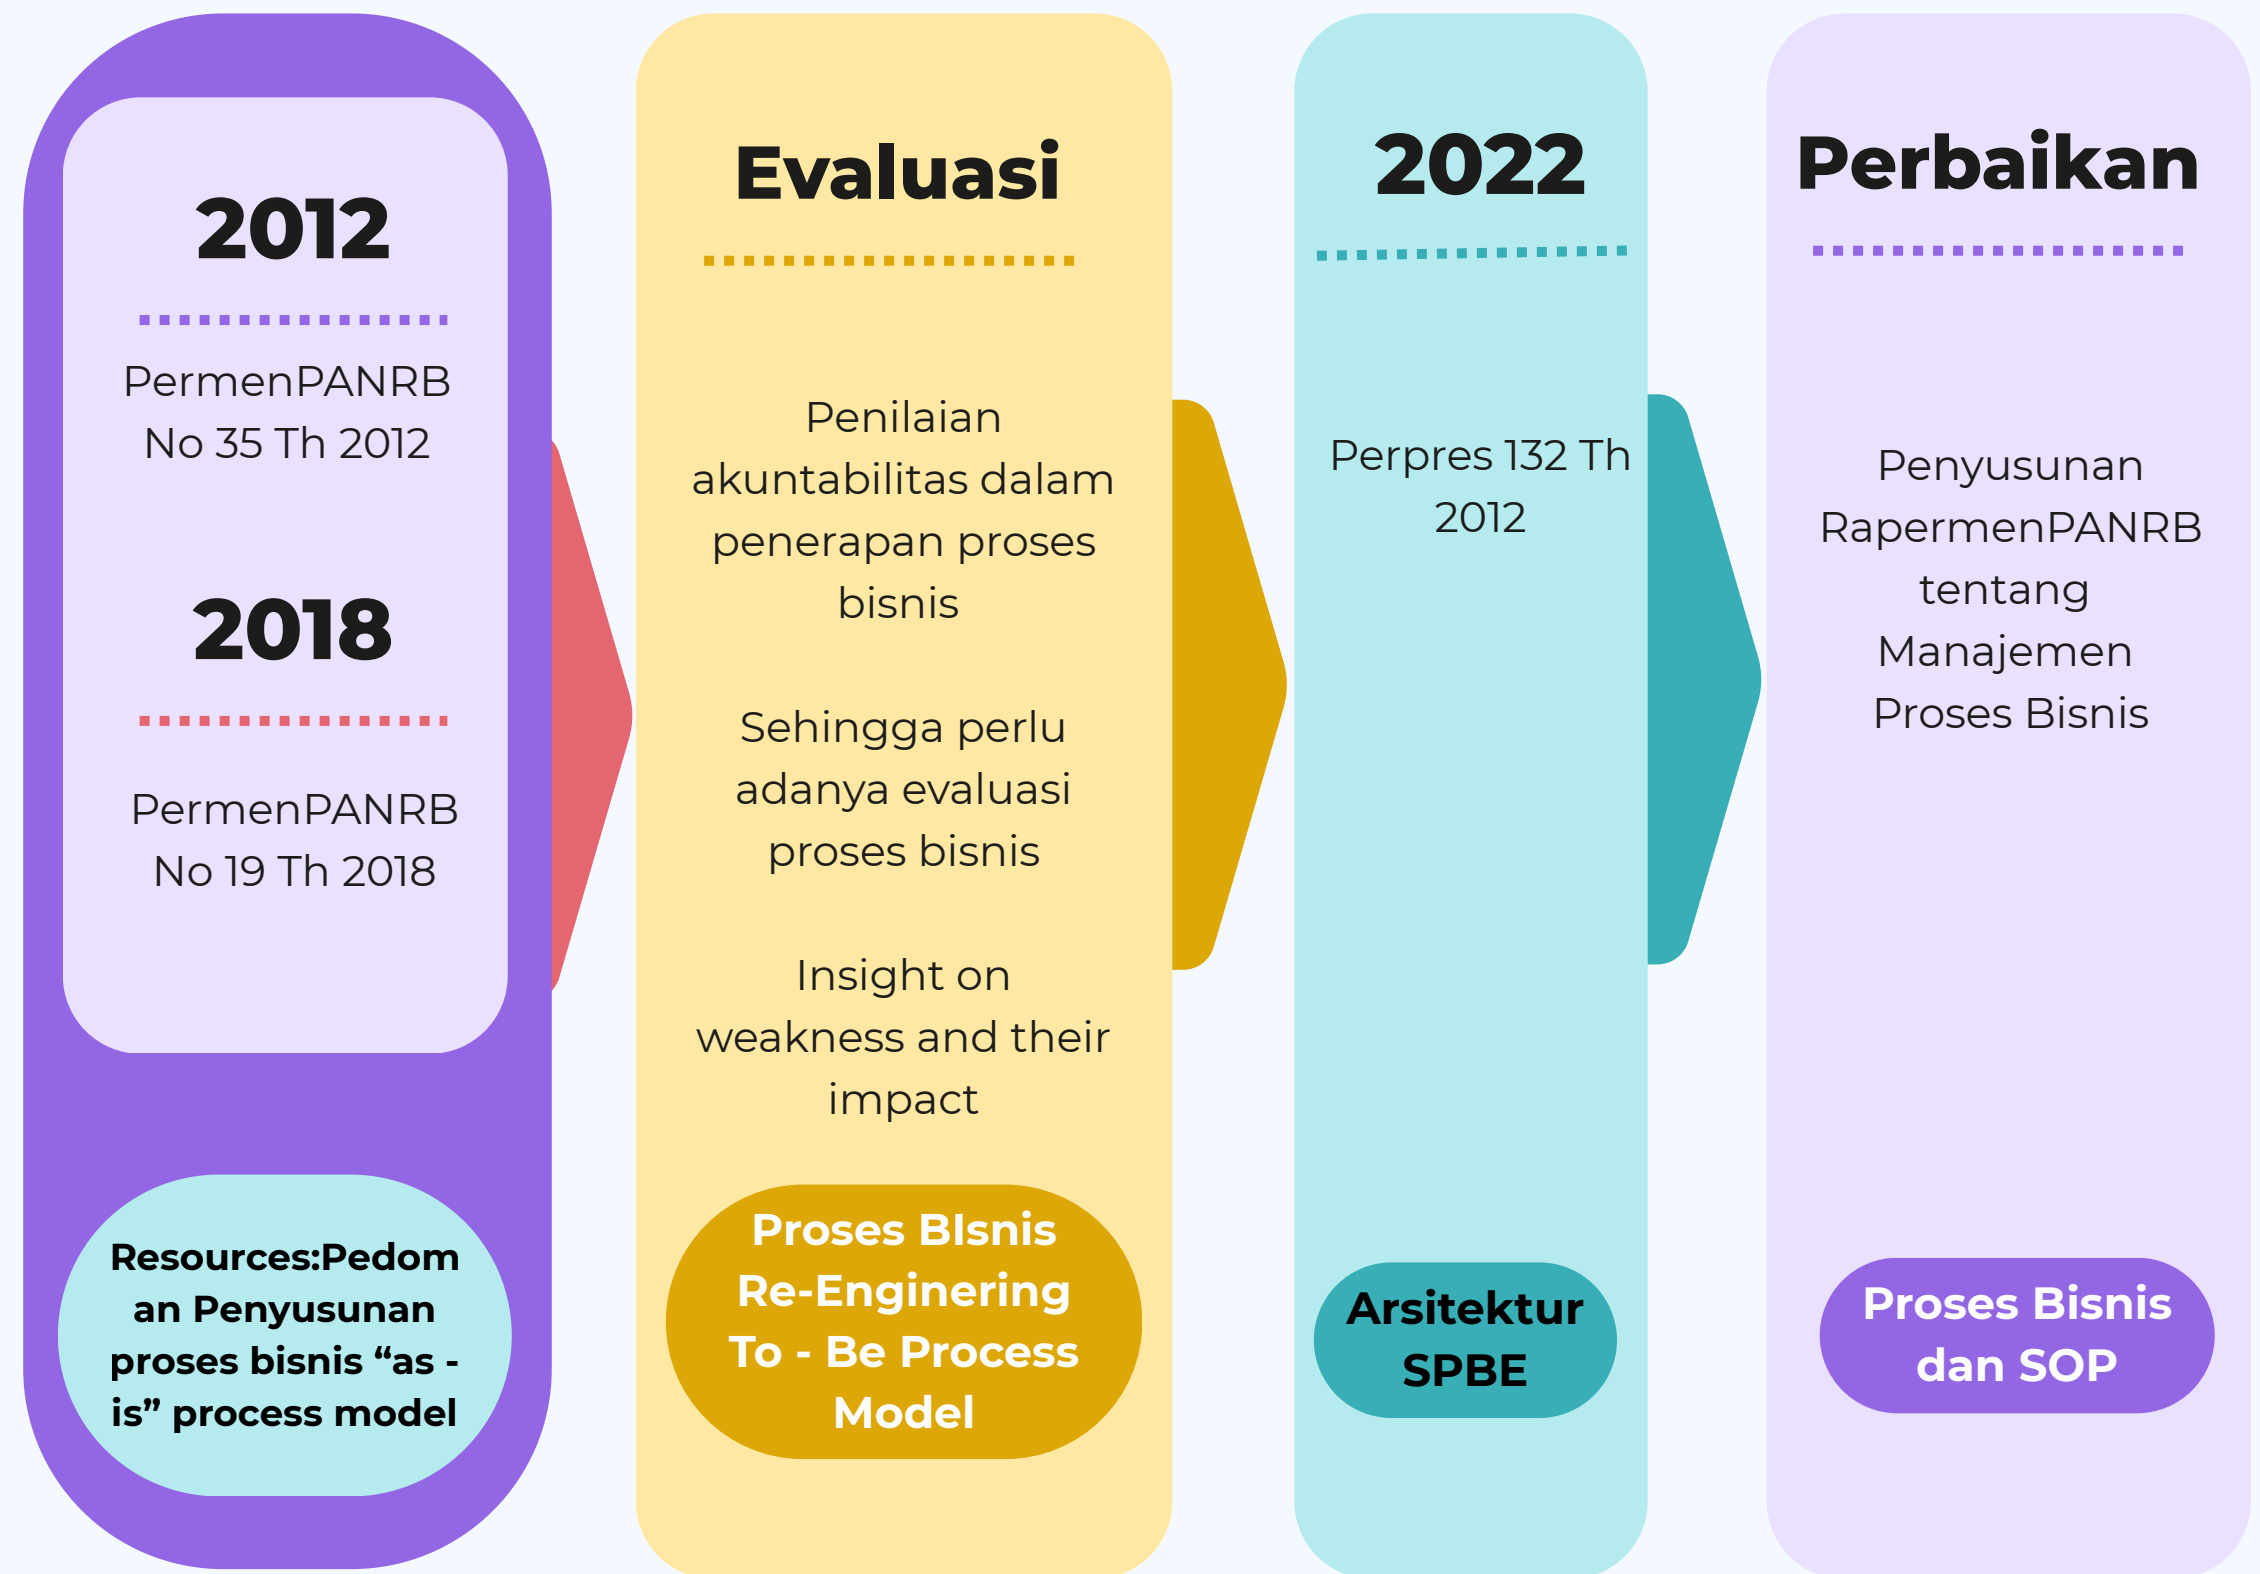 2012
PermenPANRB
No 35 Th 2012
2018
PermenPANRB
No 19 Th 2018
Resources:Pedom
an Penyusunan
proses bisnis “as -
is” process model
Evaluasi
Penilaian
akuntabilitas dalam
penerapan proses
bisnis
Sehingga perlu
adanya evaluasi
proses bisnis
Insight on
weakness and their
impact
Proses BIsnis
Re-Enginering
To - Be Process
Model
2022
Perpres 132 Th
2012
Arsitektur
SPBE
Perbaikan
Penyusunan
RapermenPANRB
tentang
Manajemen
Proses Bisnis
Proses Bisnis
dan SOP